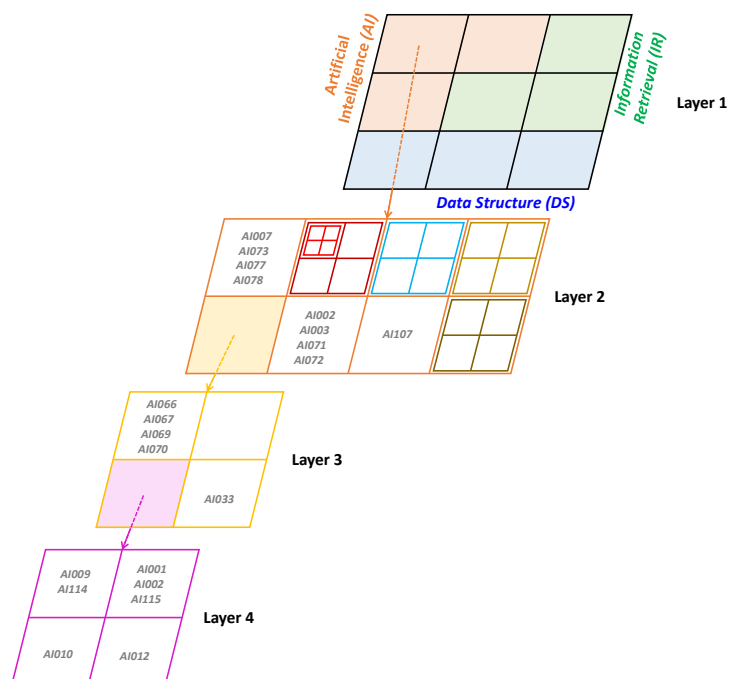 Artificial
Intelligence (AI)
Information
Retrieval (IR)
Layer 1
Data Structure (DS)
AI007
AI073
AI077
AI078
Layer 2
AI002
AI003
AI071
AI072
AI107
AI066
AI067
AI069
AI070
Layer 3
AI033
AI009
AI114
AI001
AI002
AI115
Layer 4
AI010
AI012